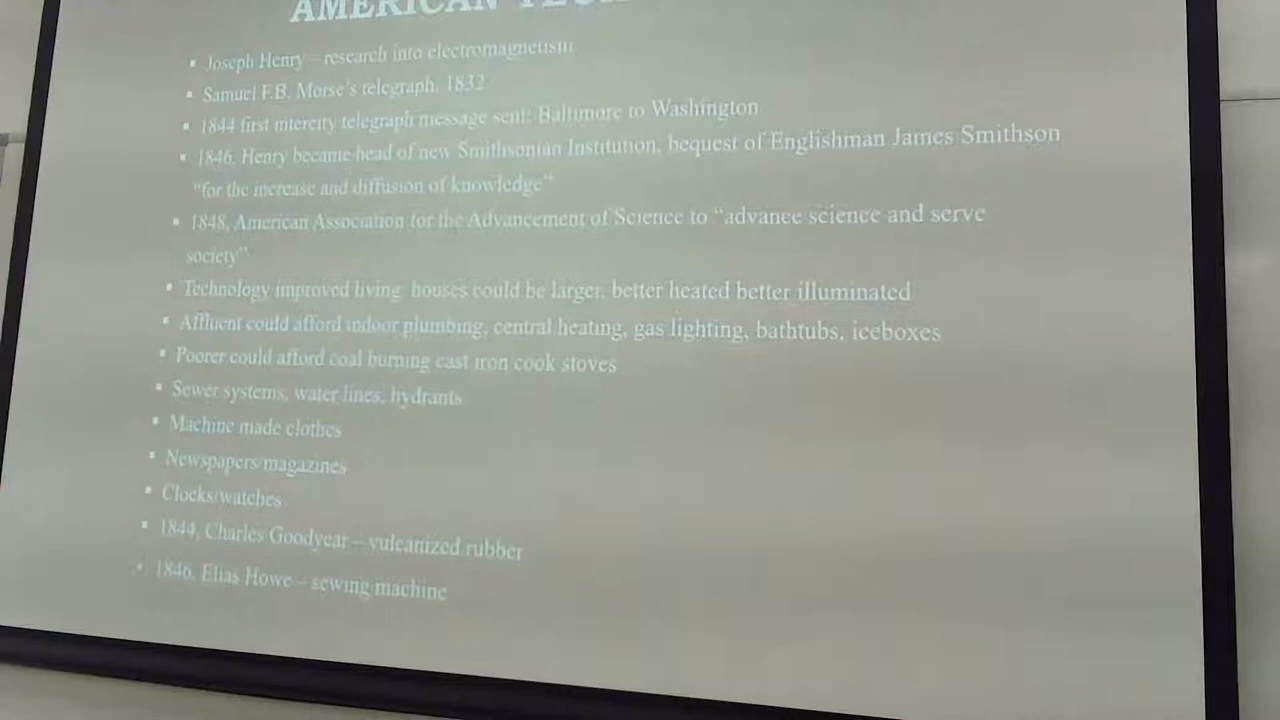 AMERICAN
▪ Joseph Henry – research into electromagnetism
▪ Samuel F.B. Morse's telegraph, 1832
▪ 1844 first intercity telegraph message sent: Baltimore to Washington
▪ 1846, Henry became head of new Smithsonian Institution, bequest of Englishman James Smithson
"for the increase and diffusion of knowledge"
▪ 1848, American Association for the Advancement of Science to "advance science and serve
society"
▪ Technology improved living: houses could be larger, better heated better illuminated
▪ Affluent could afford indoor plumbing, central heating, gas lighting, bathtubs, iceboxes
▪ Poorer could afford coal burning cast iron cook stoves
▪ Sewer systems, water lines, hydrants
▪ Machine made clothes
▪ Newspapers/magazines
▪ Clocks/watches
▪ 1844, Charles Goodyear – vulcanized rubber
▪ 1846, Elias Howe – sewing machine